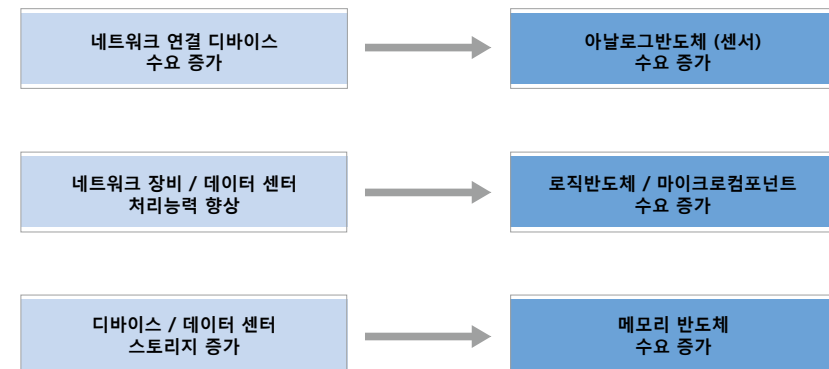 네트워크 연결 디바이스
수요 증가
아날로그반도체 (센서)
수요 증가
네트워크 장비 / 데이터 센터
처리능력 향상
로직반도체 / 마이크로컴포넌트
수요 증가
디바이스 / 데이터 센터
스토리지 증가
메모리 반도체
수요 증가